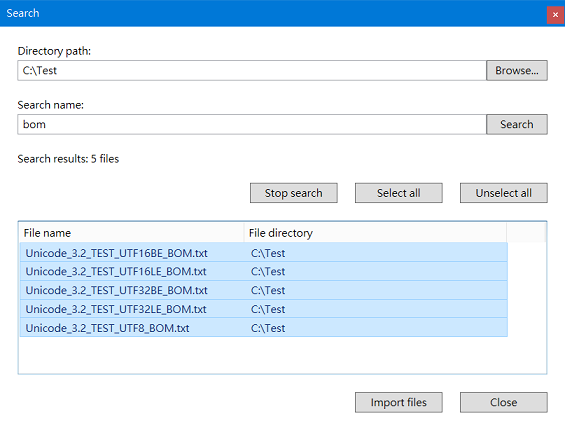 Search
Directory path:
C:\Test Browse...
Search name:
bom Search
Search results: 5 files
Stop search Select all Unselect all
File name File directory
Unicode_3.2_TEST_UTF16BE_BOM.txt C:\Test
Unicode_3.2_TEST_UTF16LE_BOM.txt C:\Test
Unicode_3.2_TEST_UTF32BE_BOM.txt C:\Test
Unicode_3.2_TEST_UTF32LE_BOM.txt C:\Test
Unicode_3.2_TEST_UTF8_BOM.txt C:\Test
Import files Close